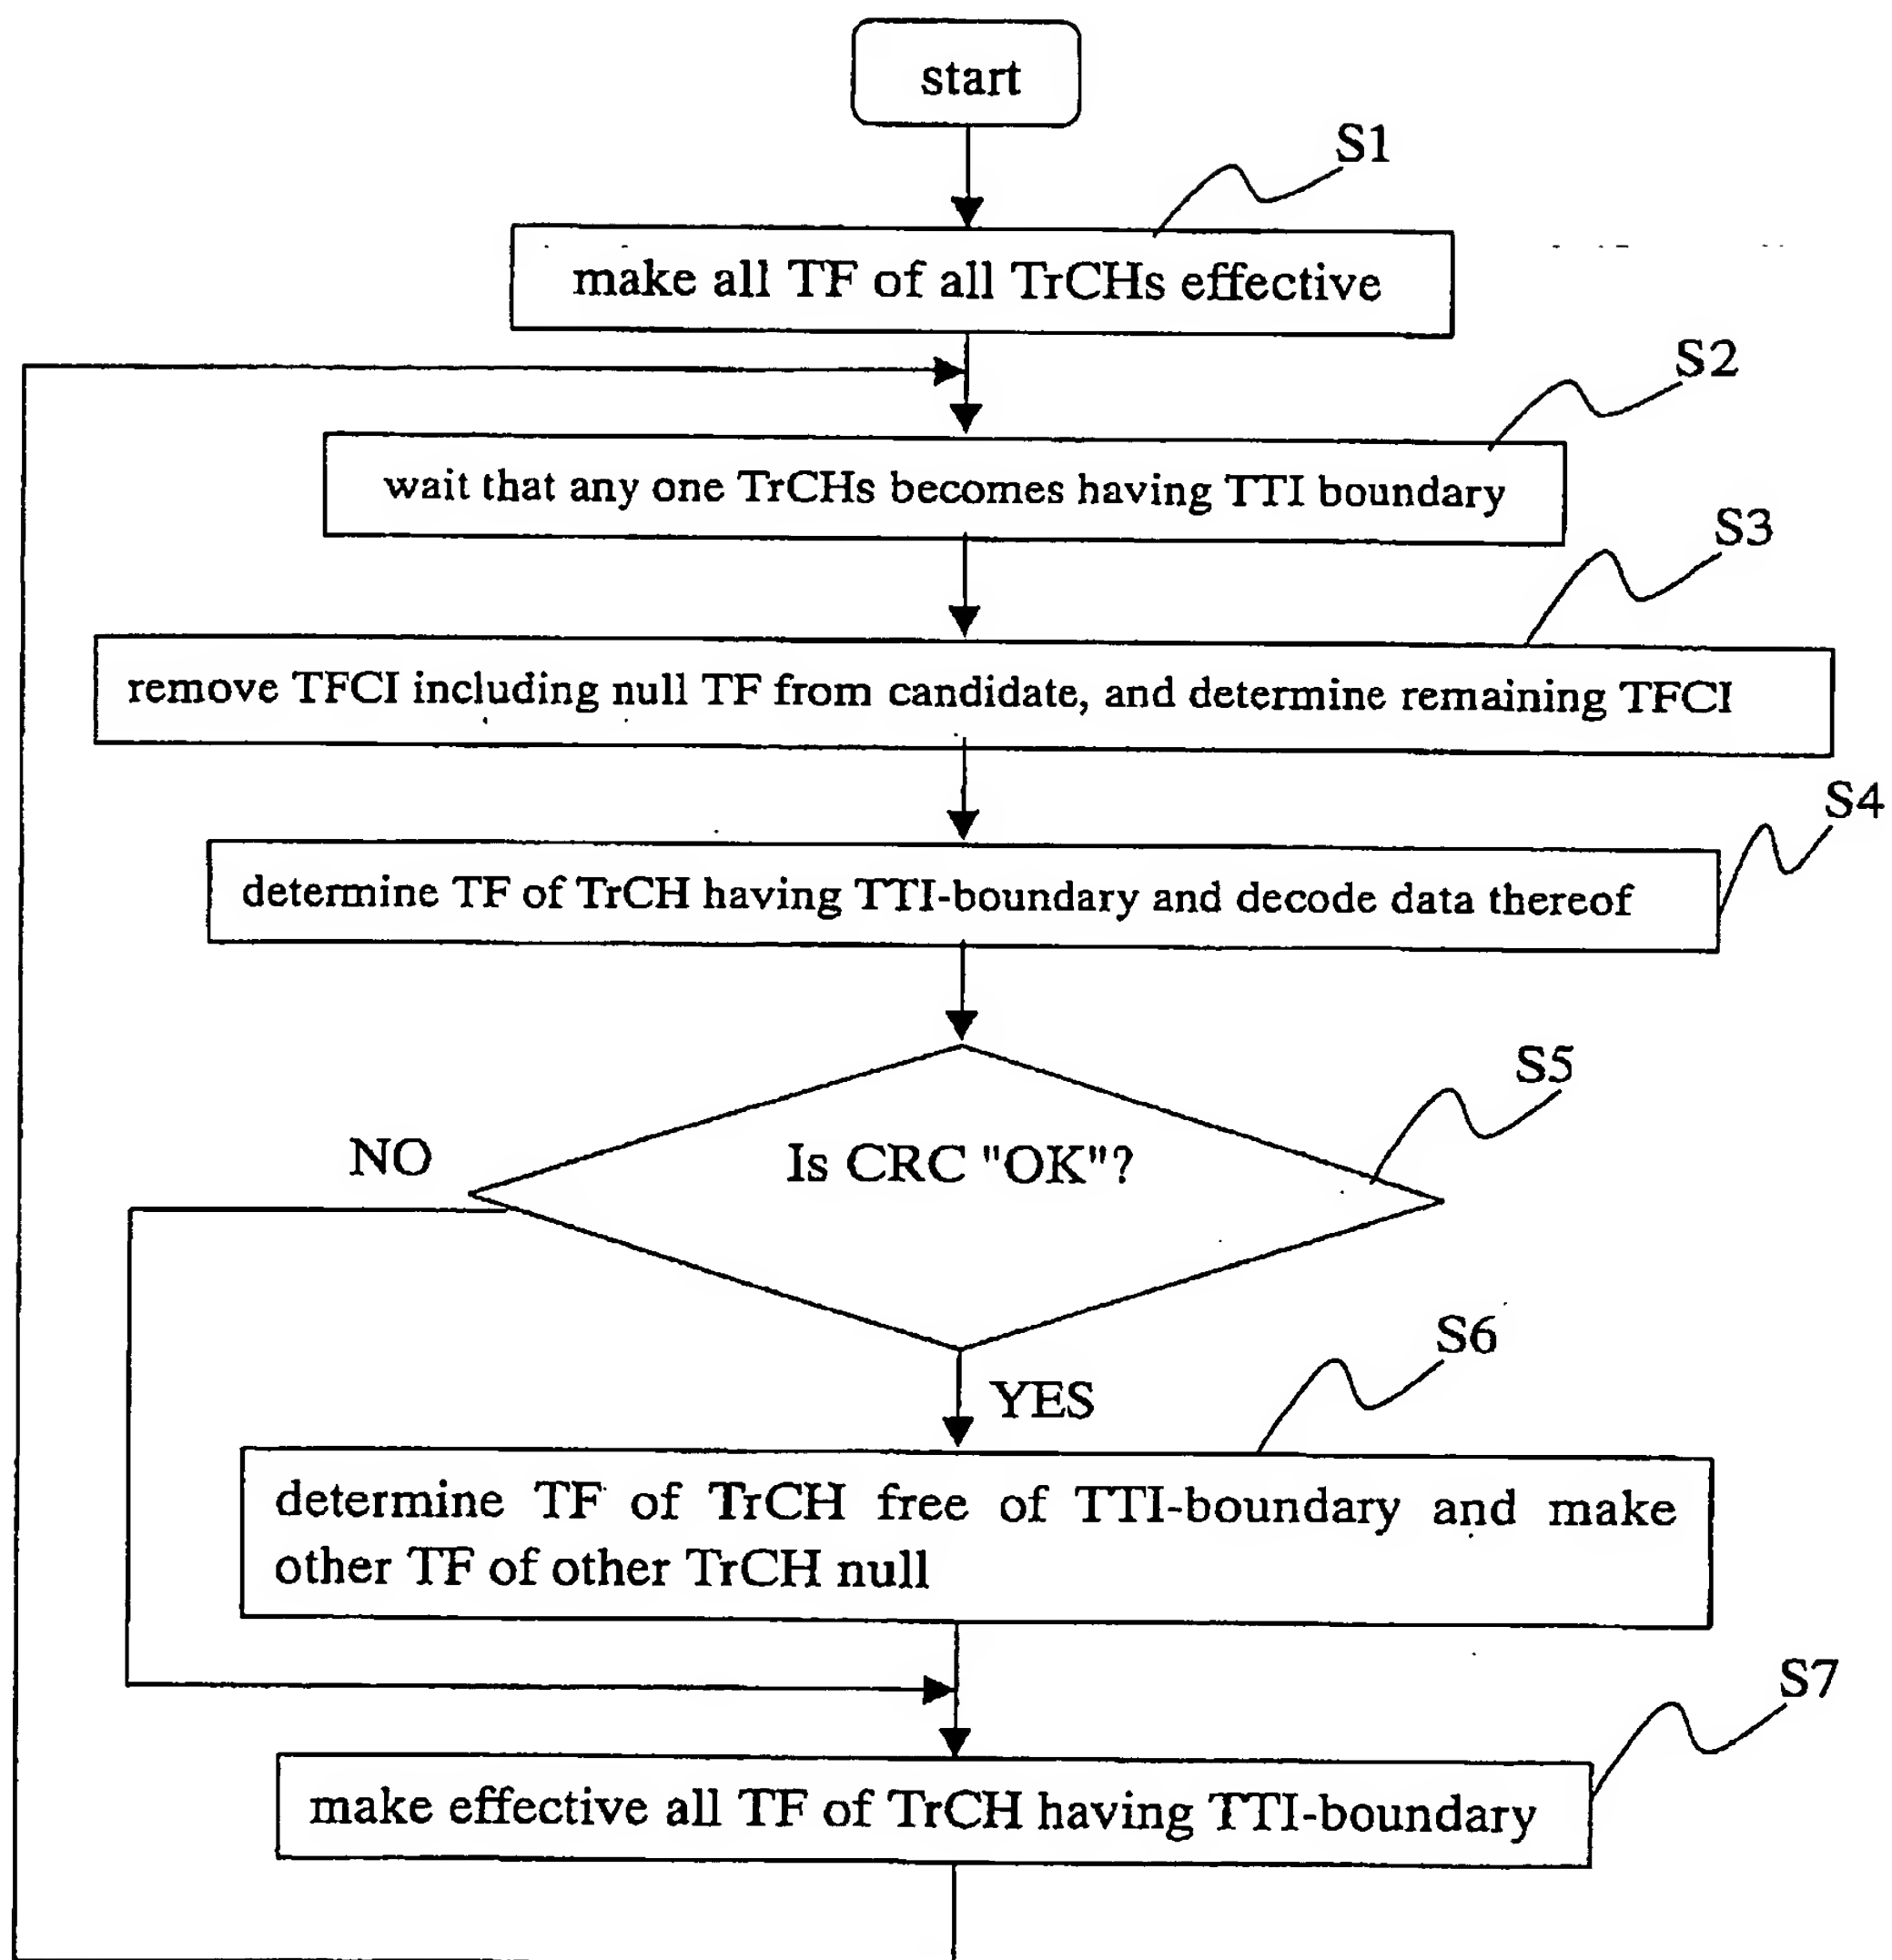 start
S1
make all TF of all TrCHs effective
S2
wait that any one TrCHs becomes having TTI boundary
S3
remove TFCI including null TF from candidate, and determine remaining TFCI
S4
determine TF of TrCH having TTI-boundary and decode data thereof
S5
NO
Is CRC "OK"?
S6
YES
determine TF of TrCH free of TTI-boundary and make
other TF of other TrCH null
S7
make effective all TF of TrCH having TTI-boundary